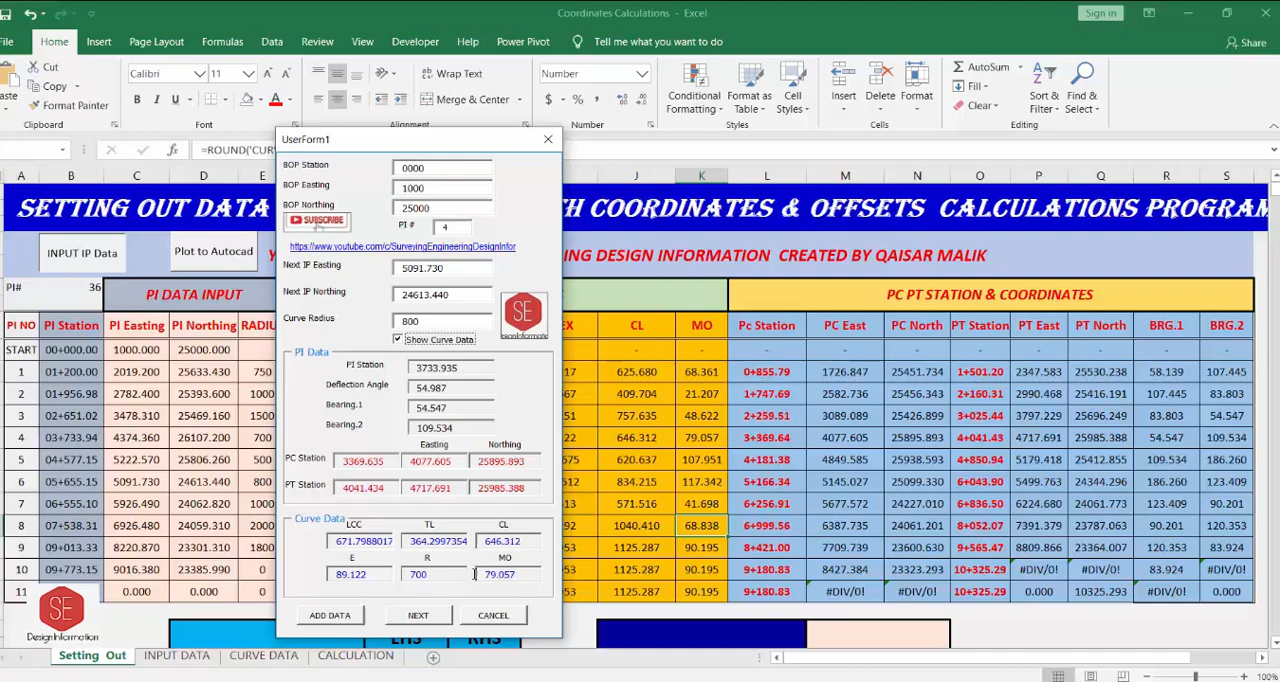 Coordinates Calculations - Excel
Sign in
File Home Insert Page Layout Formulas Data Review View Developer Help Power Pivot Tell me what you want to do
Share
Cut
Copy
Format Painter
Clipboard
Calibri 11
B I U
Font
Wrap Text
Merge & Center
Alignment
Number
$ % ,
Number
Conditional Formatting
Format as Table
Cell Styles
Styles
Insert Delete Format
Cells
AutoSum
Fill
Clear
Sort & Filter
Find & Select
Editing
=ROUND('CUR
A B C D J K L M N O P Q R S
SETTING OUT DATA
TH COORDINATES & OFFSETS CALCULATIONS PROGRAM
INPUT IP Data
Plot to Autocad
ING DESIGN INFORMATION CREATED BY QAISAR MALIK
PI# 36
PI DATA INPUT
PC PT STATION & COORDINATES
PI NO PI Station PI Easting PI Northing RADIU
EX CL MO Pc Station PC East PC North PT Station PT East PT North BRG.1 BRG.2
START 00+000.00 1000.000 25000.000 - - - - - - - - - -
1 01+200.00 2019.200 25633.430 750 17 625.680 68.361 0+855.79 1726.847 25451.734 1+501.20 2347.583 25530.238 58.139 107.445
2 01+956.98 2782.400 25393.600 1000 567 409.704 21.207 1+747.69 2582.736 25456.343 2+160.31 2990.468 25416.191 107.445 83.803
3 02+651.02 3478.310 25469.160 1500 757.635 48.622 2+259.51 3089.089 25426.899 3+025.44 3797.229 25696.249 83.803 54.547
4 03+733.94 4374.360 26107.200 700 646.312 79.057 3+369.64 4077.605 25895.893 4+041.43 4717.691 25985.388 54.547 109.534
5 04+577.15 5222.570 25806.260 500 675 620.637 107.951 4+181.38 4849.585 25938.593 4+850.94 5179.418 25412.855 109.534 186.260
6 05+655.15 5091.730 24613.440 800 834.215 117.342 5+166.34 5145.027 25099.330 6+043.90 5499.763 24344.296 186.260 123.409
7 06+555.10 5926.490 24062.820 1000 571.516 41.698 6+256.91 5677.572 24227.010 6+836.56 6224.680 24061.773 123.409 90.201
8 07+538.31 6926.480 24059.310 2000 92 1040.410 68.838 6+999.56 6387.735 24061.201 8+052.07 7391.379 23787.063 90.201 120.353
9 09+013.33 8220.870 23301.310 1800 53 1125.287 90.195 8+421.00 7709.739 23600.630 9+565.47 8809.866 23364.007 120.353 83.924
10 09+773.15 9016.380 23385.990 53 1125.287 90.195 9+180.83 8427.384 23323.292 10+325.29 #DIV/0! #DIV/0! 83.924 #DIV/0!
11 0.000 0.000 53 1125.287 90.195 9+180.83 #DIV/0! #DIV/0! 10+325.29 0.000 10325.293 #DIV/0! 0.000
UserForm1
BOP Station 0000
BOP Easting 1000
BOP Northing 25000
SUBSCRIBE
PI # 4
https://www.youtube.com/c/SurveyingEngineeringDesignInfor
Next IP Easting 5091.730
Next IP Northing 24613.440
Curve Radius 800
Show Curve Data
SE
PI Data
PI Station 3733.935
Deflection Angle 54.987
Bearing.1 54.547
Bearing.2 109.534
Easting Northing
PC Station 3369.635 4077.605 25895.893
PT Station 4041.434 4717.691 25985.388
Curve Data
LCC TL CL
671.7988017 364.2997354 646.312
E R MO
89.122 700 79.057
ADD DATA NEXT CANCEL
SE
Design Information
LHS RHS
Setting Out INPUT DATA CURVE DATA CALCULATION
100%